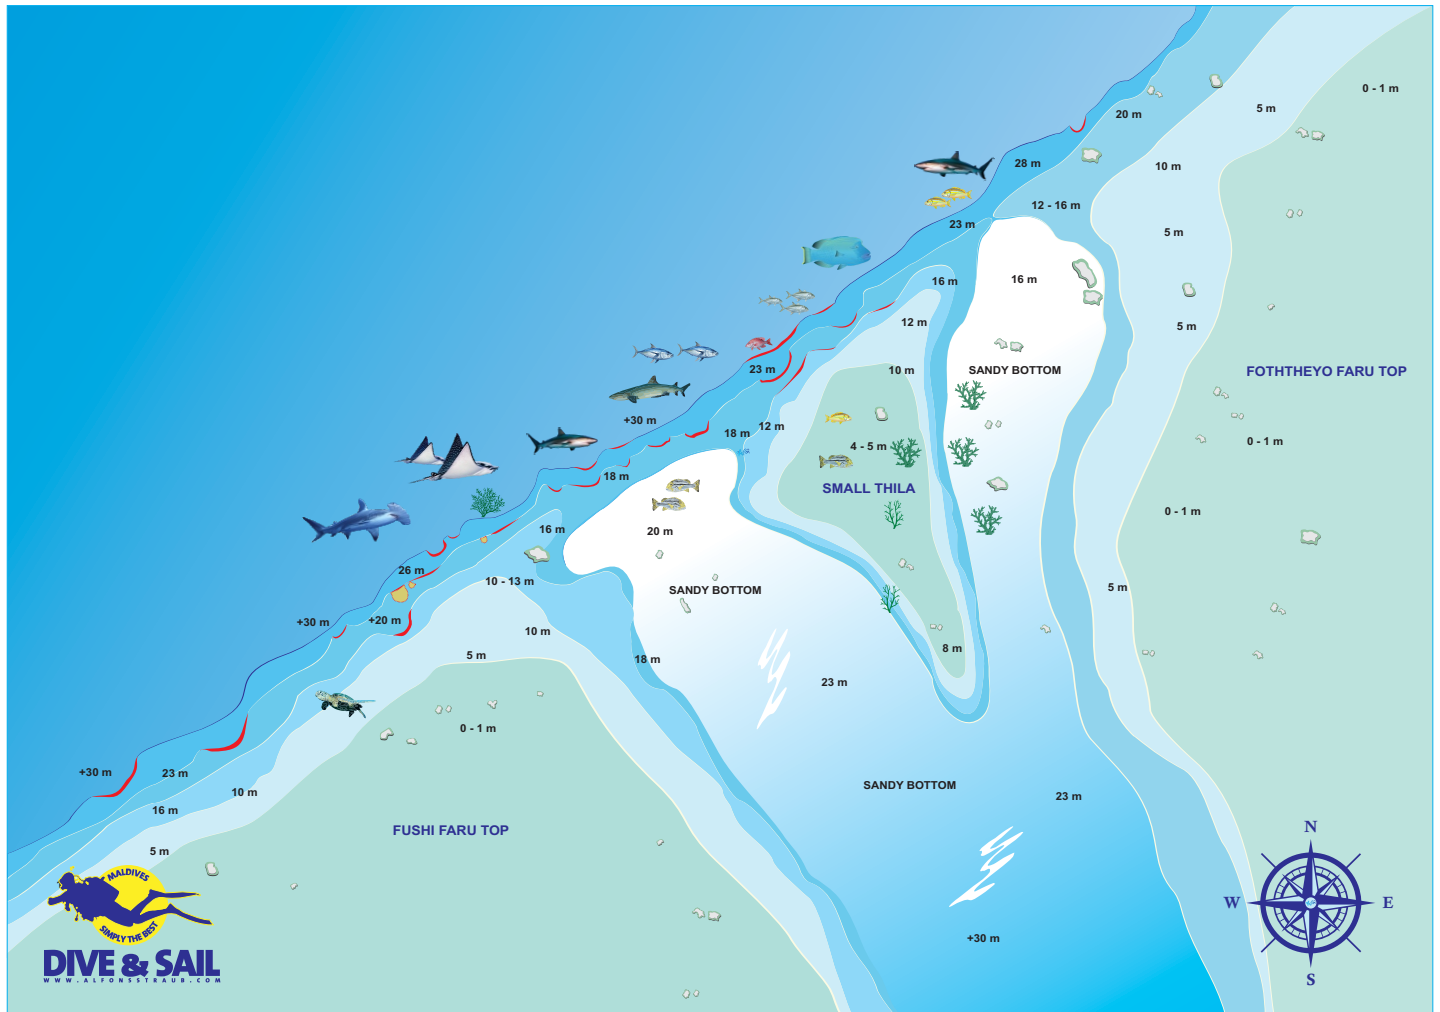 0 - 1 m
5 m
20 m
28 m
10 m
12 - 16 m
23 m
5 m
16 m
16 m
12 m
5 m
23 m
10 m
SANDY BOTTOM
FOTHTHEYO FARU TOP
+30 m
18 m
12 m
4 - 5 m
0 - 1 m
18 m
SMALL THILA
0 - 1 m
16 m
20 m
26 m
10 - 13 m
SANDY BOTTOM
5 m
+30 m
+20 m
10 m
8 m
5 m
18 m
23 m
0 - 1 m
+30 m
23 m
SANDY BOTTOM
10 m
23 m
16 m
FUSHI FARU TOP
N
5 m
MALDIVES
W
E
SIMPLY THE BEST
+30 m
DIVE & SAIL
WWW.ALFONSSTRAUB.COM
S